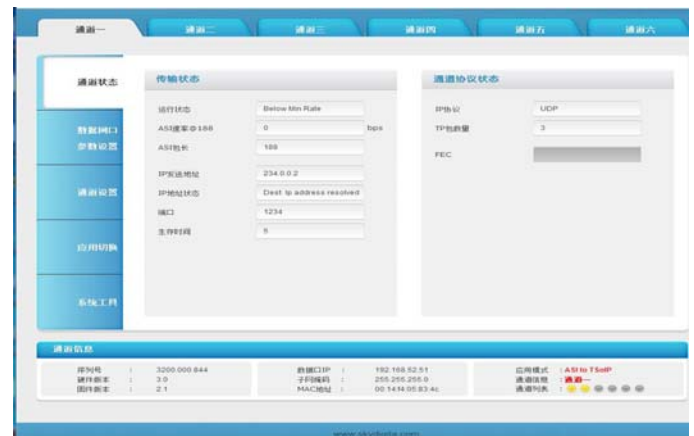 通道一 通道二 通道三 通道四 通道五 通道六
通道状态
数据网口
参数设置
通道设置
应用切换
系统工具
传输状态
运行状态 Below Min Rate
ASI速率@188 0 bps
ASI包长 188
IP发送地址 234.0.0.2
IP地址状态 Dest Ip address resolved
端口 1234
生存时间 5
通道协议状态
IP协议 UDP
TP包数量 3
FEC
通道信息
序列号 : 3200.000.844
硬件版本 : 3.0
固件版本 : 2.1
数据口IP : 192.168.52.51
子网掩码 : 255.255.255.0
MAC地址 : 00:14:f4:05:83:4c
应用模式 : ASI to TSoIP
通道信息 : 通道一
通道列表 :